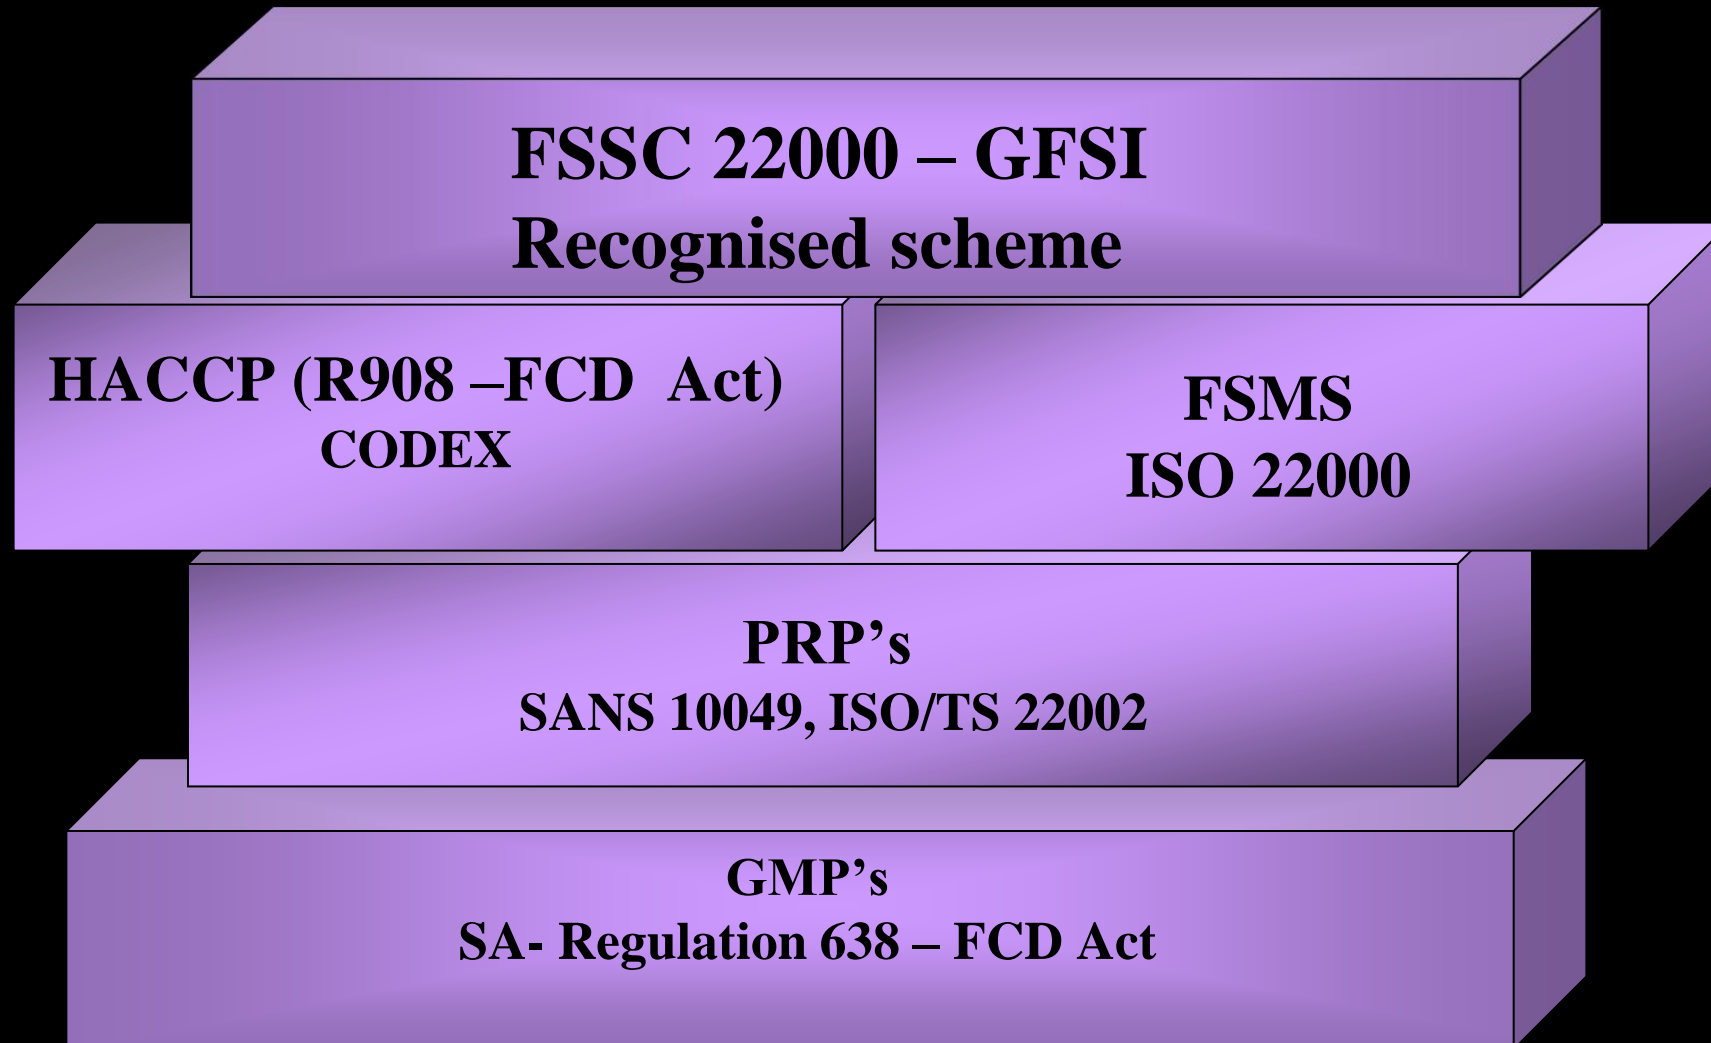 FSSC 22000 – GFSI
Recognised scheme
HACCP (R908 –FCD  Act)
CODEX
FSMS
ISO 22000
PRP’s
SANS 10049, ISO/TS 22002
GMP’s
SA- Regulation 638 – FCD Act